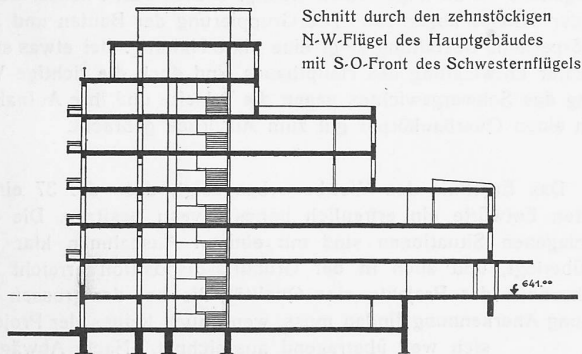 Schnitt durch den zehnstöckigen
N-W-Flügel des Hauptgebäudes
mit S-O-Front des Schwesternflügels
641.⁰⁰